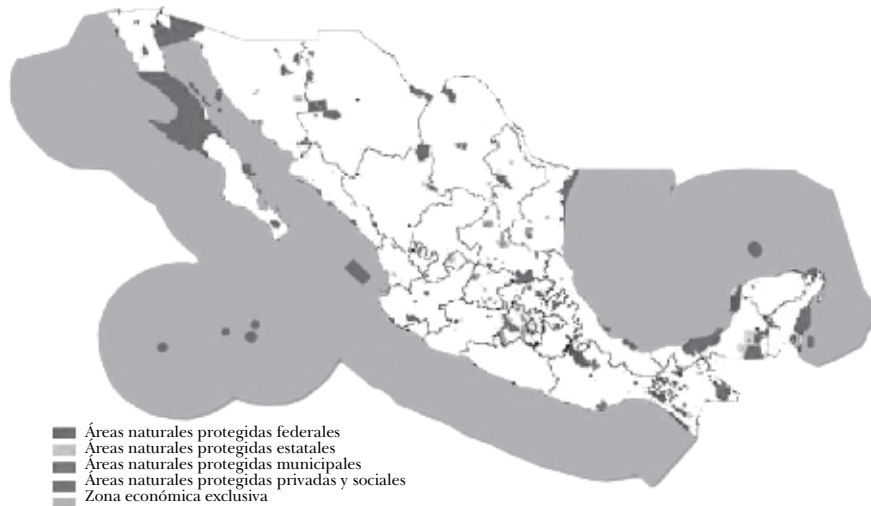 Áreas naturales protegidas federales
Áreas naturales protegidas estatales
Áreas naturales protegidas municipales
Áreas naturales protegidas privadas y sociales
Zona económica exclusiva